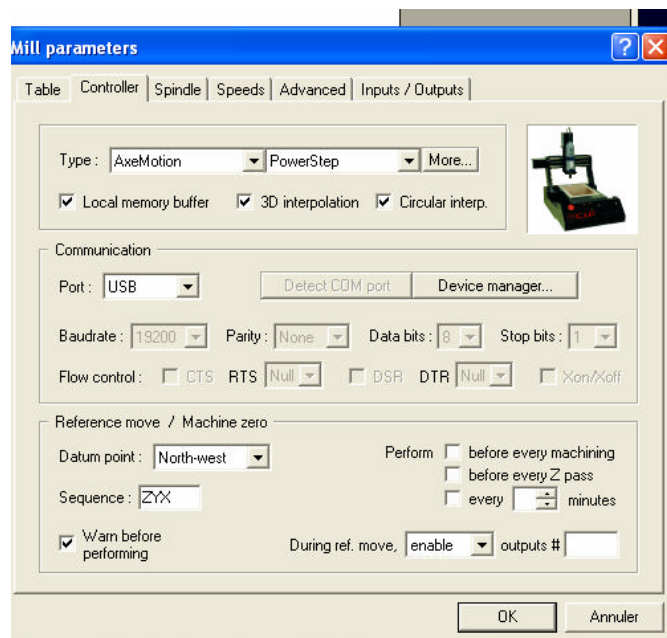 Mill parameters
Table Controller Spindle Speeds Advanced Inputs / Outputs
Type : AxeMotion PowerStep More...
Local memory buffer 3D interpolation Circular interp.
CIF
Communication
Port : USB Detect COM port Device manager...
Baudrate : 19200 Parity : None Data bits : 8 Stop bits : 1
Flow control : CTS RTS Null DSR DTR Null Xon/Xoff
Reference move / Machine zero
Datum point : North-west Perform before every machining
before every Z pass
Sequence : ZYX every minutes
Warn before
performing During ref. move, enable outputs #
OK Annuler